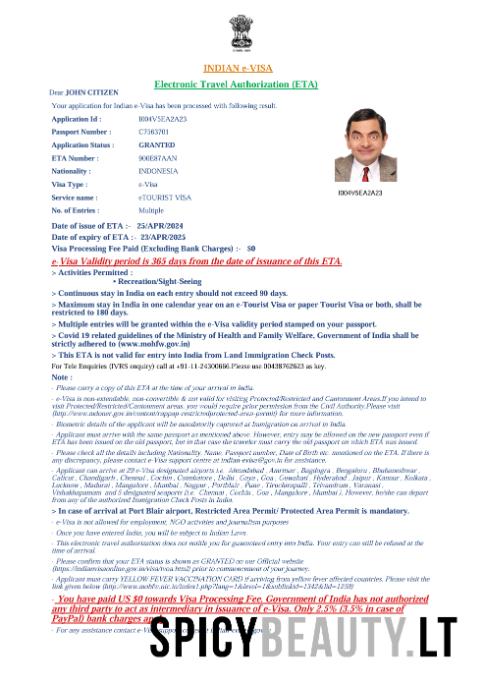 INDIAN e-VISA
Electronic Travel Authorization (ETA)
Dear JOHN CITIZEN
Your application for Indian e-Visa has been processed with following result.
Application Id : I004V5EA2A23
Passport Number : C7363701
Application Status : GRANTED
ETA Number : 900E87AAN
Nationality : INDONESIA
Visa Type : e-Visa
Service name : eTOURIST VISA
No. of Entries : Multiple
I004V5EA2A23
Date of issue of ETA :- 25/APR/2024
Date of expiry of ETA :- 23/APR/2025
Visa Processing Fee Paid (Excluding Bank Charges) :- $0
e- Visa Validity period is 365 days from the date of issuance of this ETA.
> Activities Permitted :
• Recreation/Sight-Seeing
> Continuous stay in India on each entry should not exceed 90 days.
> Maximum stay in India in one calendar year on an e-Tourist Visa or paper Tourist Visa or both, shall be
restricted to 180 days.
> Multiple entries will be granted within the e-Visa validity period stamped on your passport.
> Covid 19 related guidelines of the Ministry of Health and Family Welfare, Government of India shall be
strictly adhered to (www.mohfw.gov.in)
> This ETA is not valid for entry into India from Land Immigration Check Posts.
For Tele Enquiries (IVRS enquiry) call at +91-11-24300666.Please use 00438762623 as key.
Note :
- Please carry a copy of this ETA at the time of your arrival in India.
- e-Visa is non-extendable, non-convertible & not valid for visiting Protected/Restricted and Cantonment Areas.If you intend to
visit Protected/Restricted/Cantonment areas, you would require prior permission from the Civil Authority.Please visit
for more information.
- Biometric details of the applicant will be mandatorily captured at Immigration on arrival in India.
- Applicant must arrive with the same passport as mentioned above. However, entry may be allowed on the new passport even if
ETA has been issued on the old passport, but in that case the traveler must carry the old passport on which ETA was issued.
- Please check all the details including Nationality, Name, Passport number, Date of Birth etc. mentioned on the ETA. If there is
any discrepancy, please contact e-Visa support centre at indian-evisa@gov.in for assistance.
- Applicant can arrive at 29 e-Visa designated airports i.e. Ahmedabad , Amritsar , Bagdogra , Bengaluru , Bhubaneshwar ,
Calicut , Chandigarh , Chennai , Cochin , Coimbatore , Delhi , Gaya , Goa , Guwahati , Hyderabad , Jaipur , Kannur , Kolkata ,
Lucknow , Madurai , Mangalore , Mumbai , Nagpur , Portblair , Pune , Tiruchirapalli , Trivandrum , Varanasi ,
Vishakhapatnam and 5 designated seaports (i.e. Chennai , Cochin , Goa , Mangalore , Mumbai ). However, he/she can depart
from any of the authorized Immigration Check Posts in India.
> In case of arrival at Port Blair airport, Restricted Area Permit/ Protected Area Permit is mandatory.
- e-Visa is not allowed for employment, NGO activities and journalism purposes
- Once you have entered India, you will be subject to Indian Laws.
- This electronic travel authorisation does not entitle you for guaranteed entry into India. Your entry can still be refused at the
time of arrival.
- Please confirm that your ETA status is shown as GRANTED on our Official website
(https://indianvisaonline.gov.in/evisa/tvoa.html) prior to commencement of your journey.
- Applicant must carry YELLOW FEVER VACCINATION CARD if arriving from yellow fever affected countries. Please visit the
link given below
- You have paid US $0 towards Visa Processing Fee. Government of India has not authorized
any third party to act as intermediary in issuance of e-Visa. Only 2.5% (3.5% in case of
PayPal) bank charges
- For any assistance contact e-Visa
SPICYBEAUTY.LT